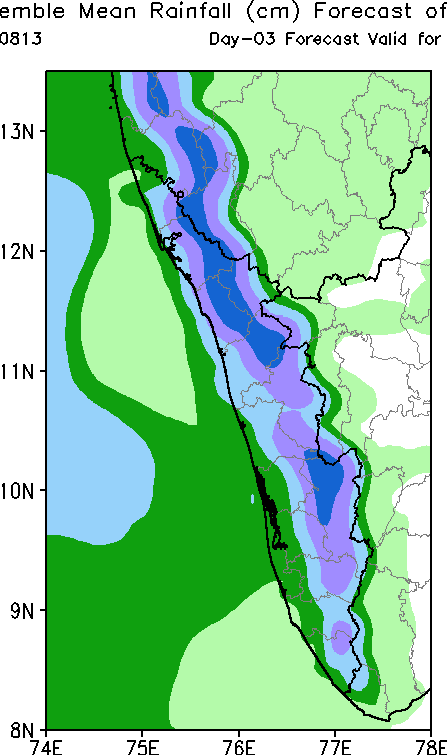 emble Mean Rainfall (cm) Forecast of
0813 Day-03 Forecast Valid for
13N
12N
11N
10N
9N
8N
74E 75E 76E 77E 78E